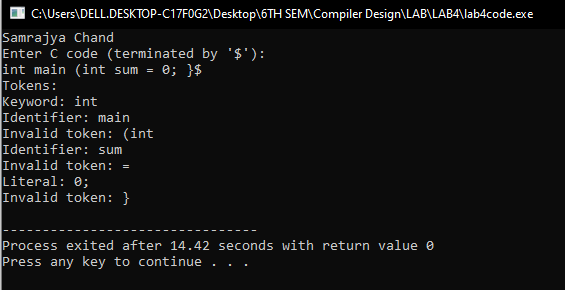 C:\Users\DELL.DESKTOP-C17F0G2\Desktop\6TH SEM\Compiler Design\LAB\LAB4\lab4code.exe
Samrajya Chand
Enter C code (terminated by '$'):
int main (int sum = 0; }$
Tokens:
Keyword: int
Identifier: main
Invalid token: (int
Identifier: sum
Invalid token: =
Literal: 0;
Invalid token: }
--------------------------------
Process exited after 14.42 seconds with return value 0
Press any key to continue . . .